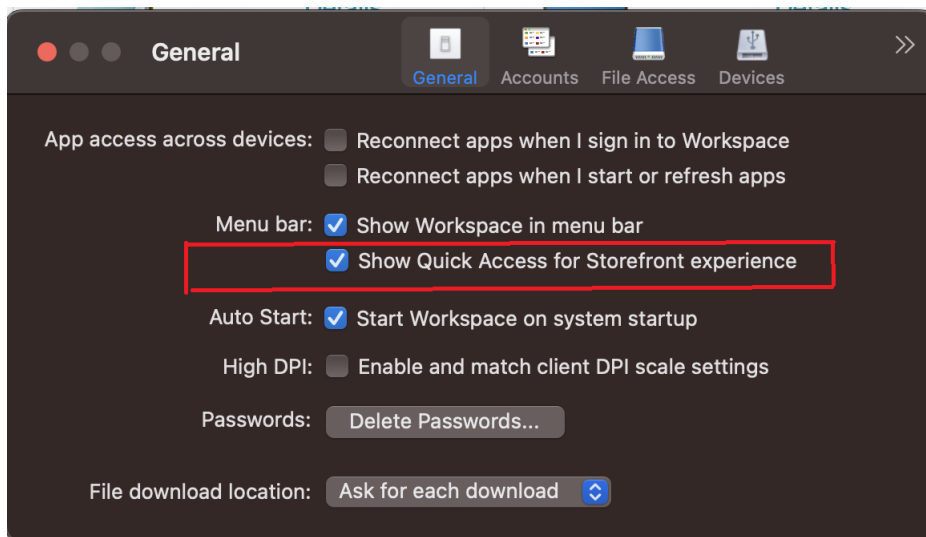 General
General Accounts File Access Devices
App access across devices: Reconnect apps when I sign in to Workspace
Reconnect apps when I start or refresh apps
Menu bar: Show Workspace in menu bar
Show Quick Access for Storefront experience
Auto Start: Start Workspace on system startup
High DPI: Enable and match client DPI scale settings
Passwords: Delete Passwords...
File download location: Ask for each download